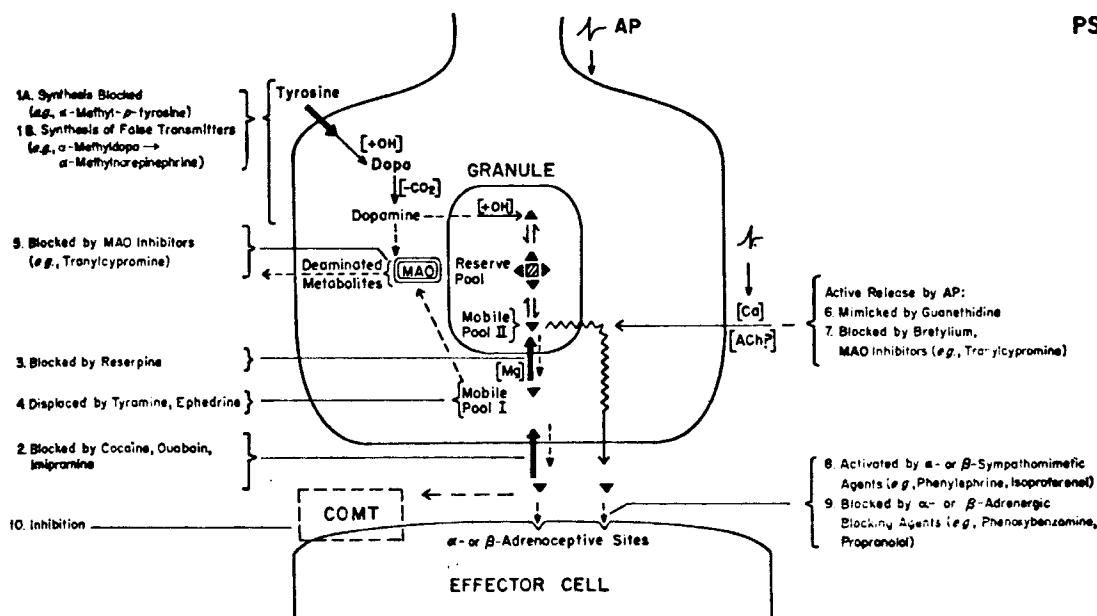 PS
AP
1A. Synthesis Blocked
(e.g., α-Methyl-p-tyrosine)
1B. Synthesis of False Transmitters
(e.g., α-Methyldopa →
α-Methylnorepinephrine)
Tyrosine
[+OH]
Dopa
[-CO₂]
Dopamine
[+OH]
GRANULE
5. Blocked by MAO Inhibitors
(e.g., Tranylcypromine)
Deaminated
Metabolites
MAO
Reserve
Pool
Mobile
Pool II
3. Blocked by Reserpine
[Mg]
4. Displaced by Tyramine, Ephedrine
Mobile
Pool I
2. Blocked by Cocaine, Ouabain,
Imipramine
[Ca]
[ACh?]
Active Release by AP:
6. Mimicked by Guanethidine
7. Blocked by Bretylium,
MAO Inhibitors (e.g., Tranylcypromine)
8. Activated by α- or β-Sympathomimetic
Agents (e.g., Phenylephrine, Isoproterenol)
9. Blocked by α- or β-Adrenergic
Blocking Agents (e.g., Phenoxybenzamine,
Propranolol)
COMT
10. Inhibition
α- or β-Adrenoceptive Sites
EFFECTOR CELL